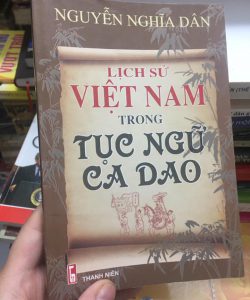 NGUYỄN NGHĨA DÂN
LỊCH SỬ
VIỆT NAM
TRONG
TỤC NGỮ
CA DAO
THANH NIÊN